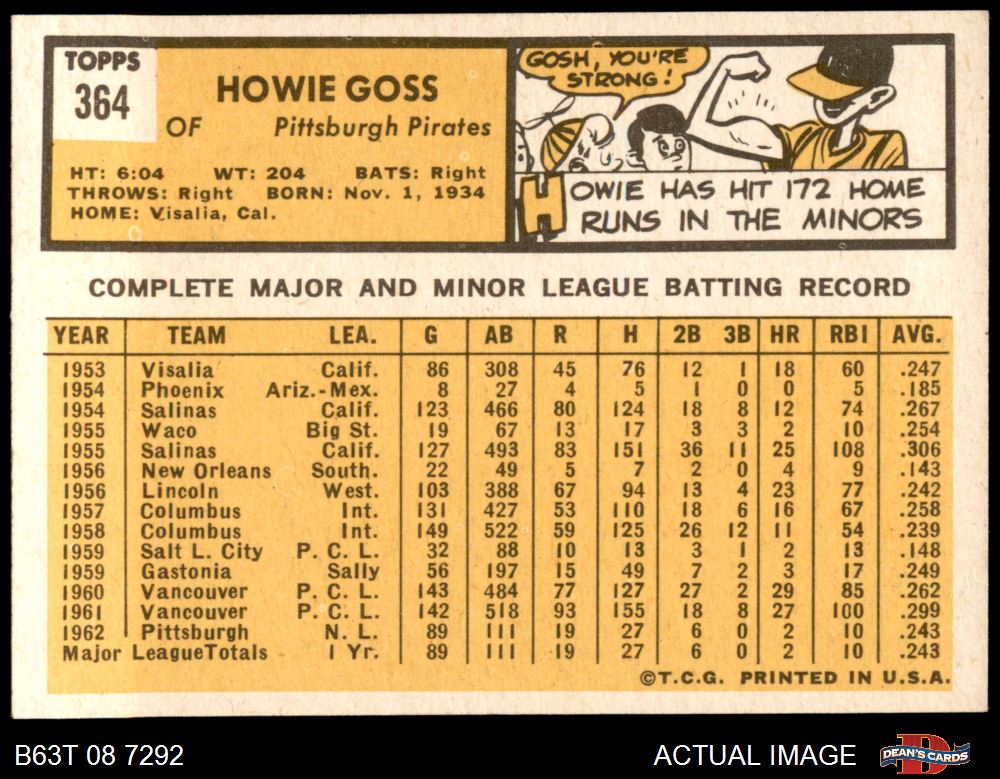 TOPPS
364
HOWIE GOSS
OF Pittsburgh Pirates
HT: 6:04 WT: 204 BATS: Right
THROWS: Right BORN: Nov. 1, 1934
HOME: Visalia, Cal.
GOSH, YOU'RE
STRONG!
HOWIE HAS HIT 172 HOME
RUNS IN THE MINORS
COMPLETE MAJOR AND MINOR LEAGUE BATTING RECORD
YEAR TEAM LEA. G AB R H 2B 3B HR RBI AVG.
1953 Visalia Calif. 86 308 45 76 12 1 18 60 .247
1954 Phoenix Ariz.-Mex. 8 27 4 5 1 0 0 5 .185
1954 Salinas Calif. 123 466 80 124 18 8 12 74 .267
1955 Waco Big St. 19 67 13 17 3 3 2 10 .254
1955 Salinas Calif. 127 493 83 151 36 11 25 108 .306
1956 New Orleans South. 22 49 5 7 2 0 4 9 .143
1956 Lincoln West. 103 388 67 94 13 4 23 77 .242
1957 Columbus Int. 131 427 53 110 18 6 16 67 .258
1958 Columbus Int. 149 522 59 125 26 12 11 54 .239
1959 Salt L. City P. C. L. 32 88 10 13 3 1 2 13 .148
1959 Gastonia Sally 56 197 15 49 7 2 3 17 .249
1960 Vancouver P. C. L. 143 484 77 127 27 2 29 85 .262
1961 Vancouver P. C. L. 142 518 93 155 18 8 27 100 .299
1962 Pittsburgh N. L. 89 111 19 27 6 0 2 10 .243
Major LeagueTotals 1 Yr. 89 111 19 27 6 0 2 10 .243
©T.C.G. PRINTED IN U.S.A.
B63T 08 7292 ACTUAL IMAGE DEAN'S CARDS